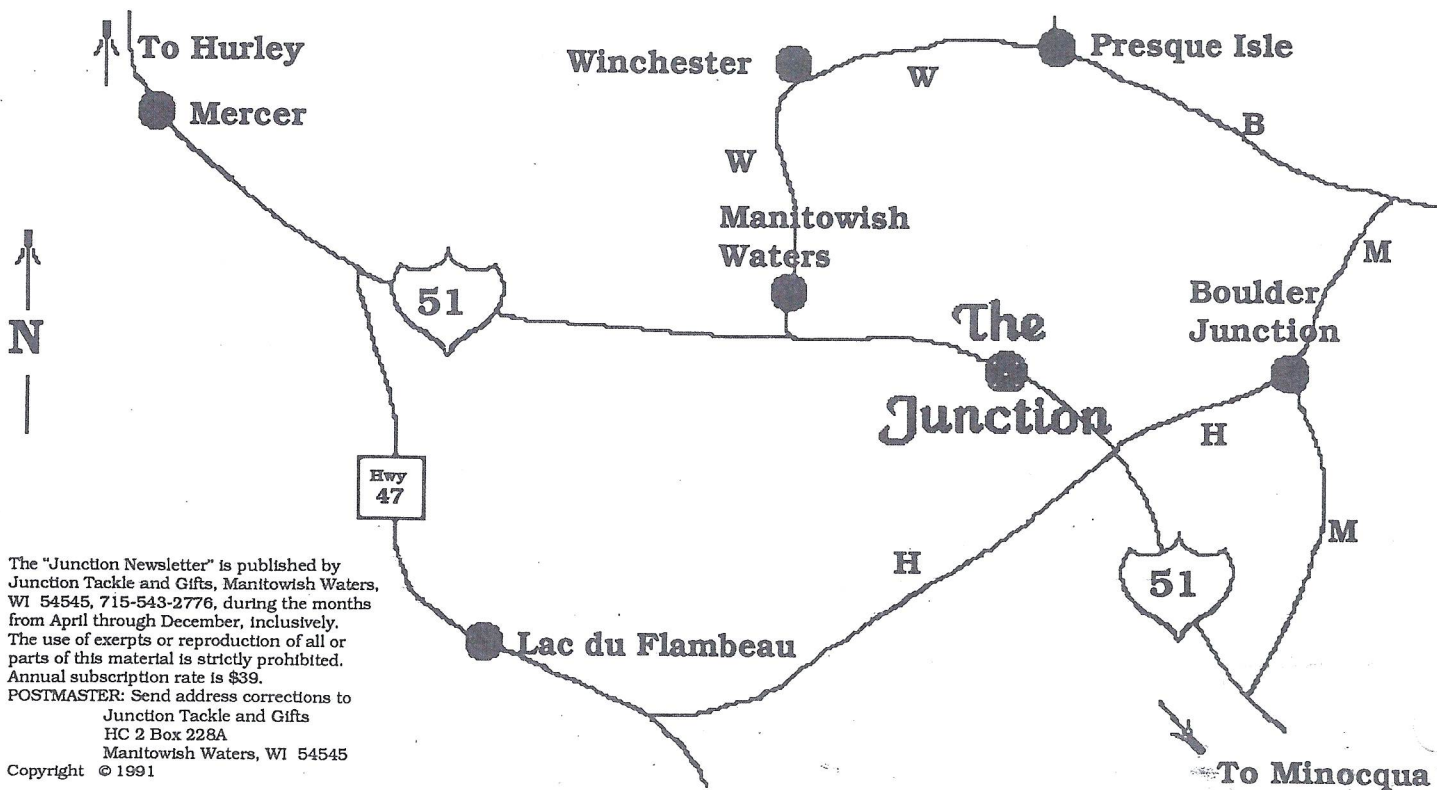 To Hurley
Mercer
Winchester
W
Presque Isle
B
W
Manitowish
Waters
M
N
51
The
Junction
Boulder
Junction
H
Hwy
47
H
M
51
Lac du Flambeau
To Minocqua
The "Junction Newsletter" is published by
Junction Tackle and Gifts, Manitowish Waters,
WI 54545, 715-543-2776, during the months
from April through December, inclusively.
The use of exerpts or reproduction of all or
parts of this material is strictly prohibited.
Annual subscription rate is $39.
POSTMASTER: Send address corrections to
Junction Tackle and Gifts
HC 2 Box 228A
Manitowish Waters, WI 54545
Copyright © 1991